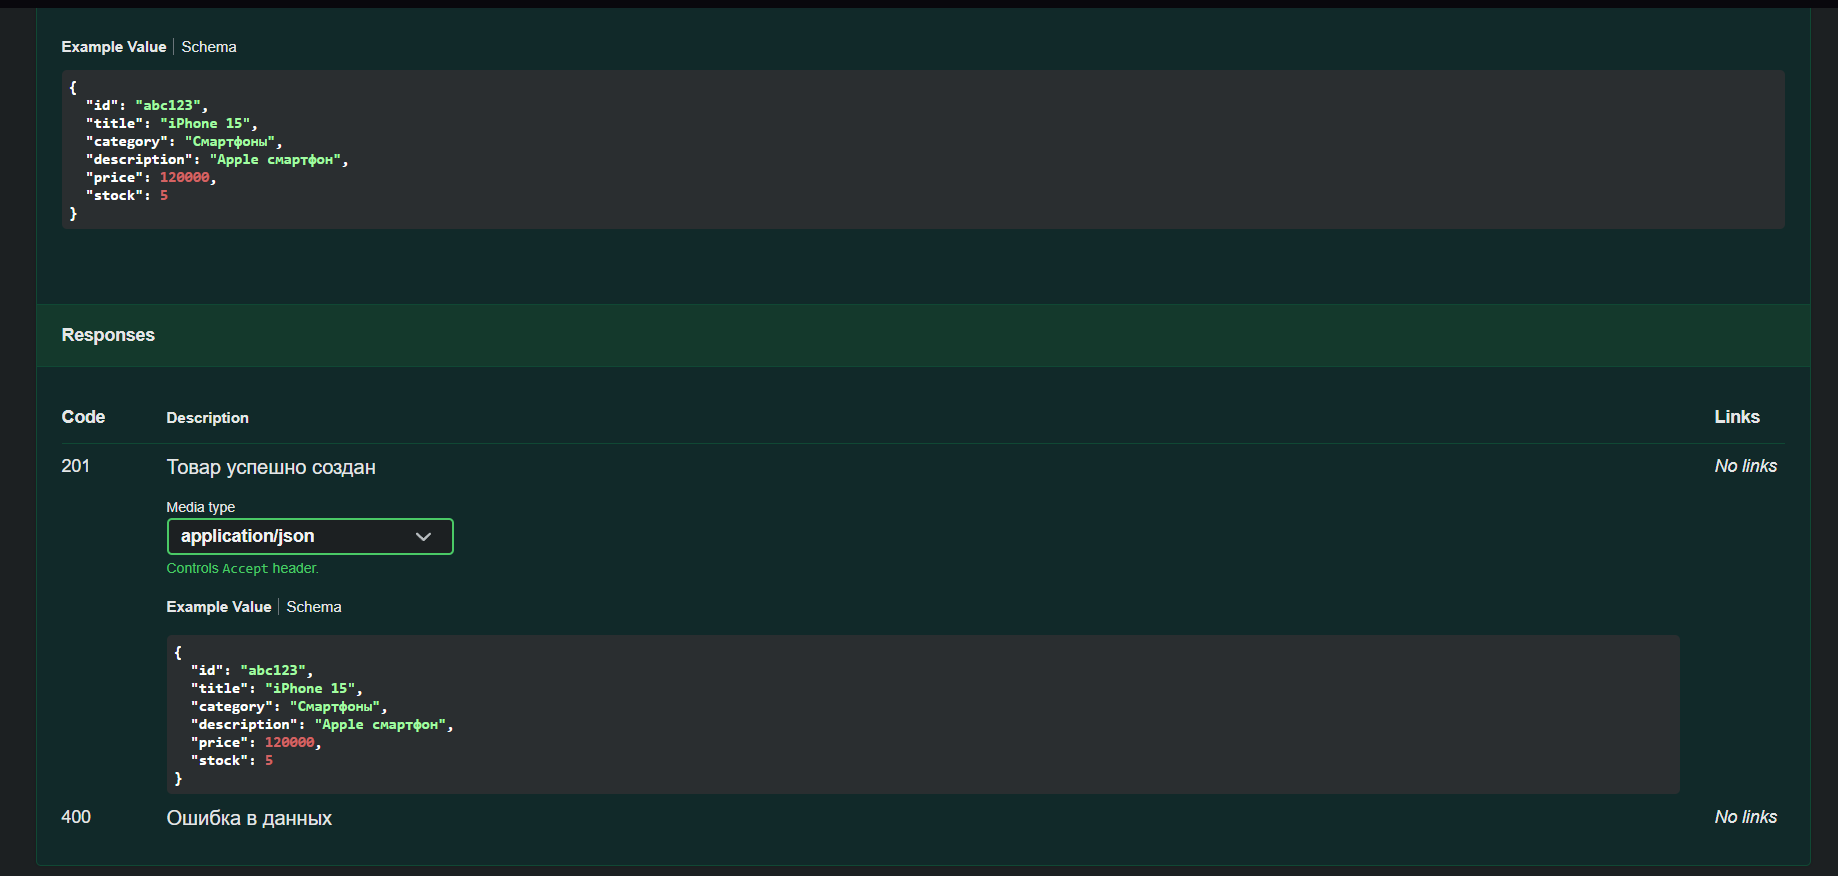 Example Value | Schema
{
  "id": "abc123",
  "title": "iPhone 15",
  "category": "Смартфоны",
  "description": "Apple смартфон",
  "price": 120000,
  "stock": 5
}
Responses
Code Description Links
201 Товар успешно создан No links
Media type
application/json
Controls Accept header.
Example Value | Schema
{
  "id": "abc123",
  "title": "iPhone 15",
  "category": "Смартфоны",
  "description": "Apple смартфон",
  "price": 120000,
  "stock": 5
}
400 Ошибка в данных No links